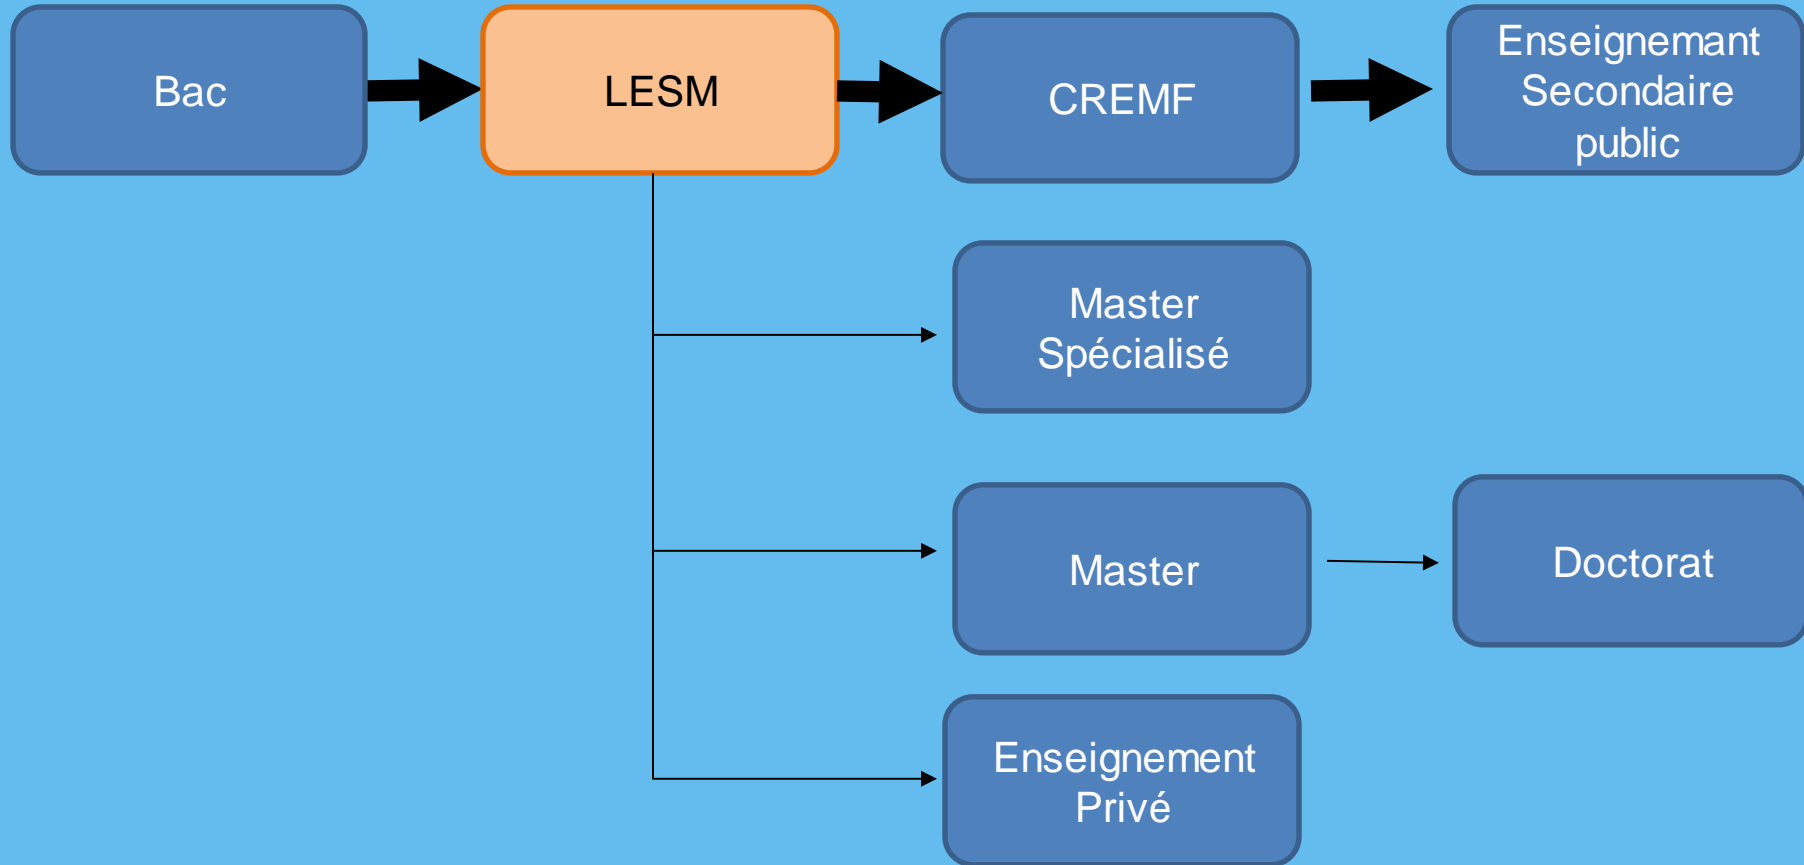 Bac
LESM
CREMF
Enseignemant
Secondaire
public
Master
Spécialisé
Master
Doctorat
Enseignement
Privé